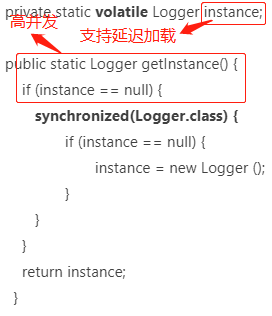 private static volatile Logger instance;
高并发
支持延迟加载
public static Logger getInstance() {
if (instance == null) {
synchronized(Logger.class) {
if (instance == null) {
instance = new Logger ();
}
}
}
return instance;
}